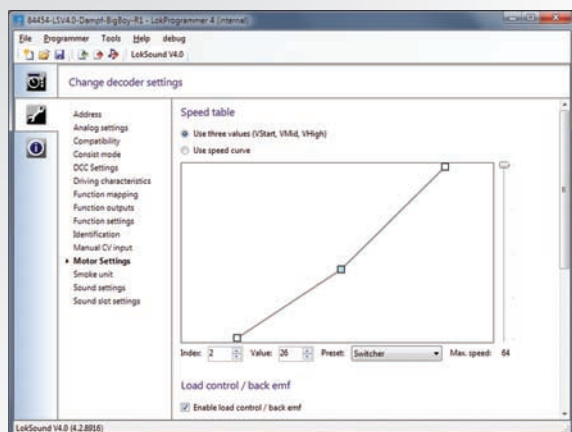 84454-LSV4.0-Dampf-BigBoy-R1 - LokProgrammer 4 (internal)
File Programmer Tools Help debug
LokSound V4.0
Change decoder settings
Address
Analog settings
Compatibility
Consist mode
DCC Settings
Driving characteristics
Function mapping
Function outputs
Function settings
Identification
Manual CV input
Motor Settings
Smoke unit
Sound settings
Sound slot settings
Speed table
Use three values (VStart, VMid, VHigh)
Use speed curve
Index: 2 Value: 26 Preset: Switcher Max. speed: 64
Load control / back emf
Enable load control / back emf
LokSound V4.0 (4.2.8916)